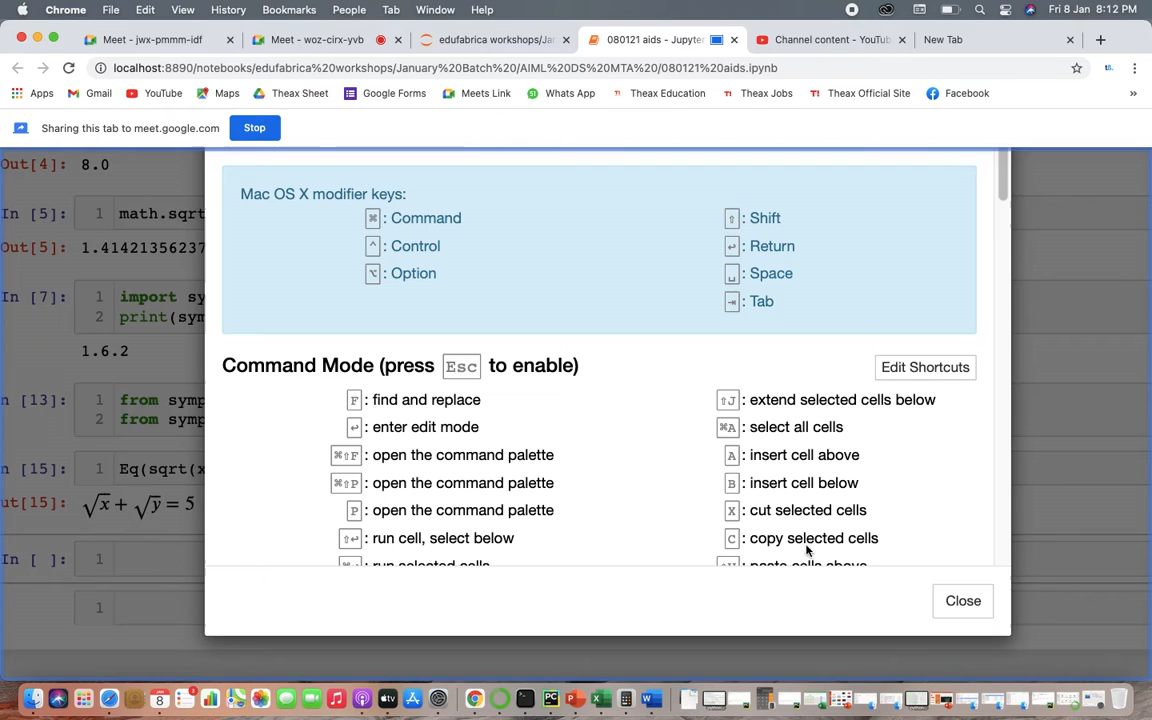 Chrome File Edit View History Bookmarks People Tab Window Help Fri 8 Jan 8:12 PM
Meet - jwx-pmmm-idf Meet - woz-cirx-yvb edufabrica workshops/Jan 080121 aids - Jupyter Channel content - YouTub New Tab
localhost:8890/notebooks/edufabrica%20workshops/January%20Batch%20/AIML%20DS%20MTA%20/080121%20aids.ipynb
Apps Gmail YouTube Maps Theax Sheet Google Forms Meets Link Whats App Theax Education Theax Jobs Theax Official Site Facebook »
Sharing this tab to meet.google.com Stop
Out[4]: 8.0
Mac OS X modifier keys:
In [5]: 1 math.sqrt
⌘: Command ⇧: Shift
Out[5]: 1.41421356237
^: Control ↩: Return
⌥: Option ␣: Space
In [7]: 1 import sy
⇥: Tab
2 print(sym
1.6.2
Command Mode (press Esc to enable) Edit Shortcuts
n [13]: 1 from symp
F: find and replace ⇧J: extend selected cells below
2 from symp
↩: enter edit mode ⌘A: select all cells
⌘⇧F: open the command palette A: insert cell above
n [15]: 1 Eq(sqrt(x
⌘⇧P: open the command palette B: insert cell below
ut[15]: √x + √y = 5
P: open the command palette X: cut selected cells
⇧↩: run cell, select below C: copy selected cells
In [ ]: 1
run selected cells paste cells above
1
Close